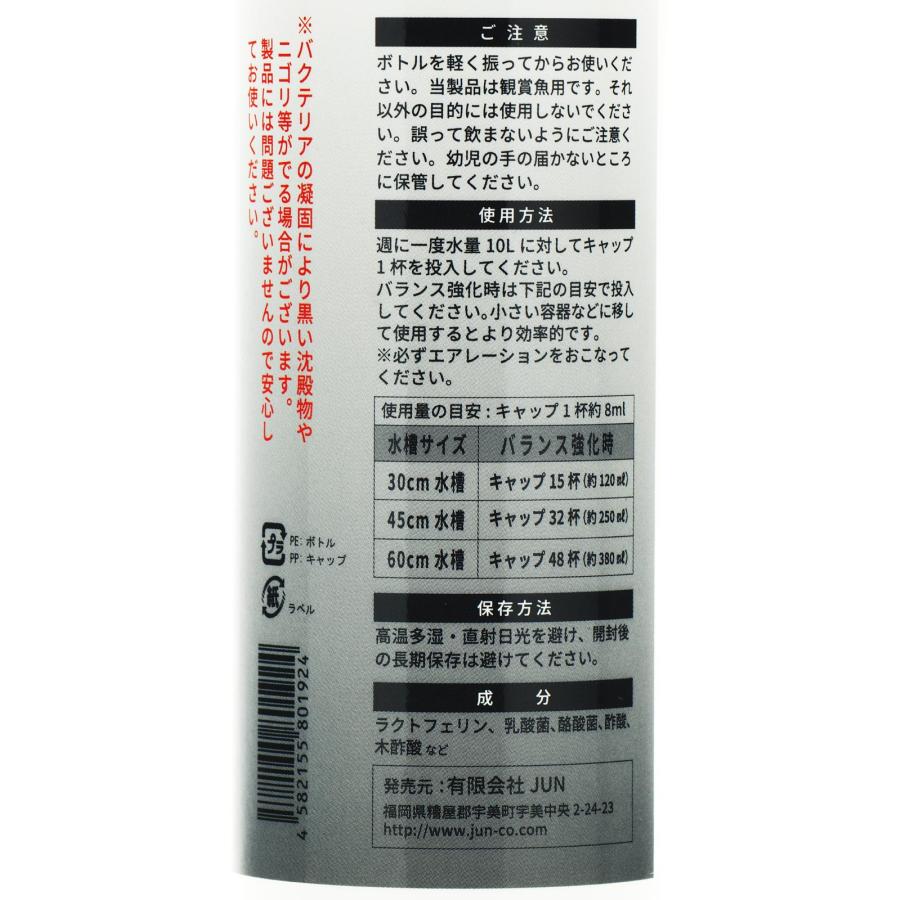 ※バクテリアの凝固により黒い沈殿物や
ニゴリ等がでる場合がございます。
製品には問題ございませんので安心し
てお使いください。
ご注意
ボトルを軽く振ってからお使いくだ
さい。当製品は観賞魚用です。それ
以外の目的には使用しないでくださ
い。誤って飲まないようにご注意く
ださい。幼児の手の届かないところ
に保管してください。
使用方法
週に一度水量 10L に対してキャップ
1 杯を投入してください。
バランス強化時は下記の目安で投入
してください。小さい容器などに移し
て使用するとより効率的です。
※必ずエアレーションをおこなって
ください。
使用量の目安 : キャップ 1 杯約 8ml
水槽サイズ バランス強化時
30cm 水槽 キャップ 15 杯 (約 120㎖)
45cm 水槽 キャップ 32 杯 (約 250㎖)
60cm 水槽 キャップ 48 杯 (約 380㎖)
プラ
PE: ボトル
PP: キャップ
紙
ラベル
保存方法
高温多湿・直射日光を避け、開封後
の長期保存は避けてください。
成 分
ラクトフェリン、乳酸菌、酪酸菌、酢酸、
木酢酸 など
発売元 : 有限会社 JUN
福岡県糟屋郡宇美町宇美中央 2-24-23
http://www.jun-co.com
4 582155 801924